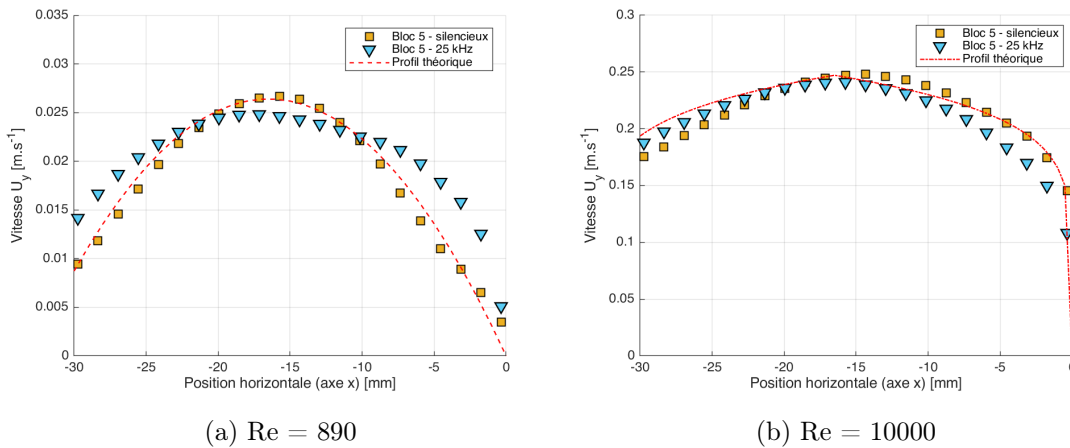 0.035
0.03
0.025
0.02
0.015
0.01
0.005
0
Vitesse U_y [m.s^-1]
Bloc 5 - silencieux
Bloc 5 - 25 kHz
Profil théorique
-30 -25 -20 -15 -10 -5 0
Position horizontale (axe x) [mm]
(a) Re = 890
0.3
0.25
0.2
0.15
0.1
0.05
0
Vitesse U_y [m.s^-1]
Bloc 5 - silencieux
Bloc 5 - 25 kHz
Profil théorique
-30 -25 -20 -15 -10 -5 0
Position horizontale (axe x) [mm]
(b) Re = 10000